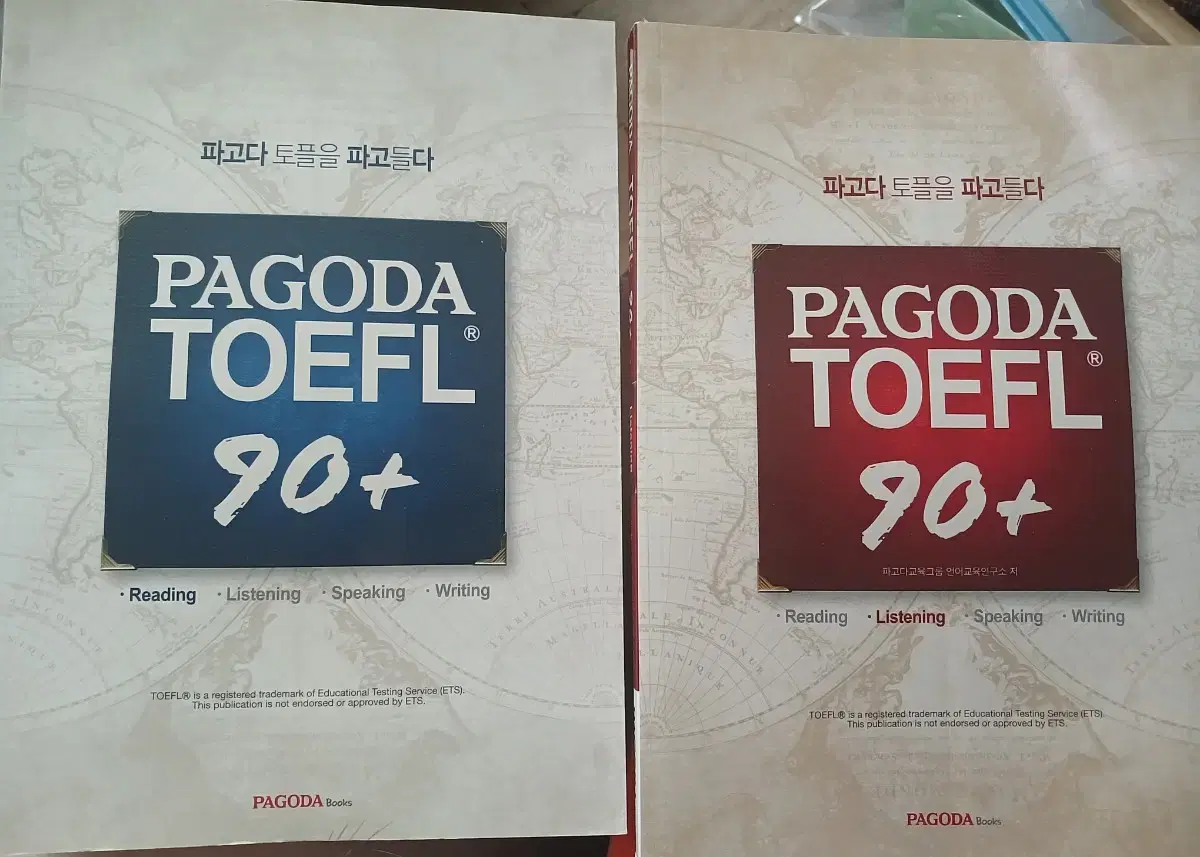 파고다 토플을 파고들다
PAGODA
TOEFL®
90+
· Reading · Listening · Speaking · Writing
TOEFL® is a registered trademark of Educational Testing Service (ETS).
This publication is not endorsed or approved by ETS.
PAGODA Books
파고다 토플을 파고들다
PAGODA
TOEFL®
90+
파고다교육그룹 언어교육연구소 저
· Reading · Listening · Speaking · Writing
TOEFL® is a registered trademark of Educational Testing Service (ETS).
This publication is not endorsed or approved by ETS.
PAGODA Books